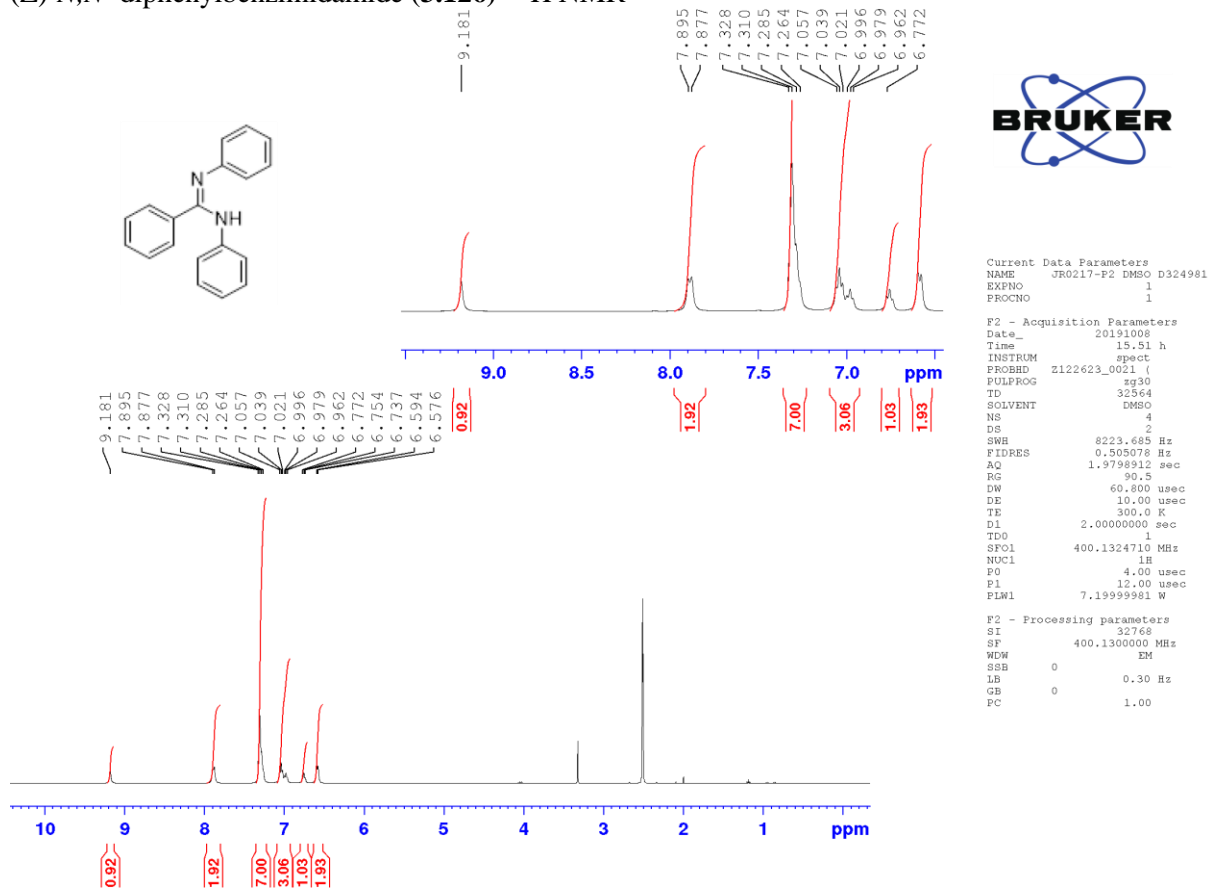 (Z)-N,N'-diphenylbenzimidamide (3.126) – ¹H NMR
9.181
7.895
7.877
7.328
7.310
7.285
7.264
7.057
7.039
7.021
6.996
6.979
6.962
6.772
BRUKER
N
NH
9.0 8.5 8.0 7.5 7.0 ppm
0.92
1.92
7.00
3.06
1.03
1.93
9.181
7.895
7.877
7.328
7.310
7.285
7.264
7.057
7.039
7.021
6.996
6.979
6.962
6.772
6.754
6.737
6.594
6.576
10 9 8 7 6 5 4 3 2 1 ppm
0.92
1.92
7.00
3.06
1.03
1.93
Current Data Parameters
NAME JR0217-P2 DMSO D324981
EXPNO 1
PROCNO 1
F2 - Acquisition Parameters
Date_ 20191008
Time 15.51 h
INSTRUM spect
PROBHD Z122623_0021 (
PULPROG zg30
TD 32564
SOLVENT DMSO
NS 4
DS 2
SWH 8223.685 Hz
FIDRES 0.505078 Hz
AQ 1.9798912 sec
RG 90.5
DW 60.800 usec
DE 10.00 usec
TE 300.0 K
D1 2.00000000 sec
TD0 1
SFO1 400.1324710 MHz
NUC1 1H
P0 4.00 usec
P1 12.00 usec
PLW1 7.19999981 W
F2 - Processing parameters
SI 32768
SF 400.1300000 MHz
WDW EM
SSB 0
LB 0.30 Hz
GB 0
PC 1.00